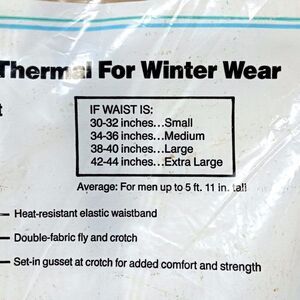 Thermal For Winter Wear
t
IF WAIST IS:
30-32 inches...Small
34-36 inches...Medium
38-40 inches...Large
42-44 inches...Extra Large
Average: For men up to 5 ft. 11 in. tall
Heat-resistant elastic waistband
Double-fabric fly and crotch
Set-in gusset at crotch for added comfort and strength